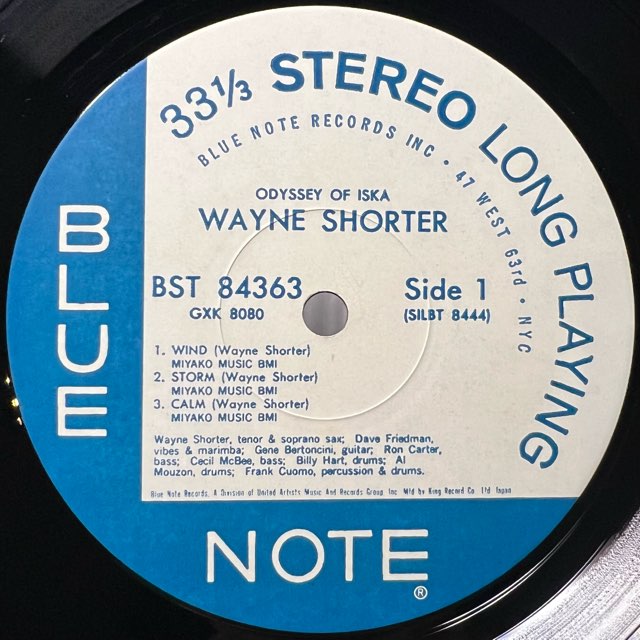 33⅓ STEREO LONG PLAYING
BLUE NOTE RECORDS INC • 47 WEST 63rd • NYC
ODYSSEY OF ISKA
WAYNE SHORTER
BST 84363 Side 1
GXK 8080 (SILBT 8444)
1. WIND (Wayne Shorter)
MIYAKO MUSIC BMI
2. STORM (Wayne Shorter)
MIYAKO MUSIC BMI
3. CALM (Wayne Shorter)
MIYAKO MUSIC BMI
Wayne Shorter, tenor & soprano sax; Dave Friedman,
vibes & marimba; Gene Bertoncini, guitar; Ron Carter,
bass; Cecil McBee, bass; Billy Hart, drums; Al
Mouzon, drums; Frank Cuomo, percussion & drums.
Blue Note Records, A Division of United Artists Music And Records Group Inc. Mfd by King Record Co. Ltd Japan
BLUE
NOTE®